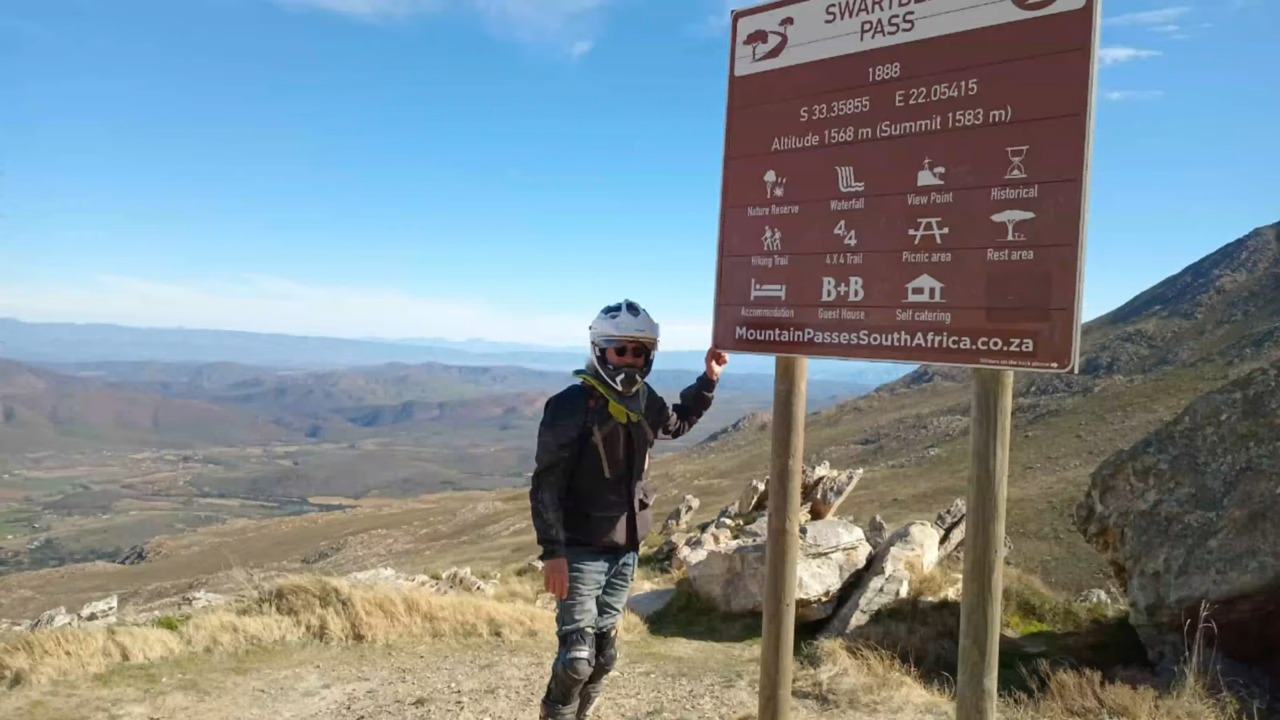 SWARTBE
PASS
1888
S 33.35855 E 22.05415
Altitude 1568 m (Summit 1583 m)
Nature Reserve Waterfall View Point Historical
Hiking Trail 4 X 4 Trail Picnic area Rest area
B+B
Accommodation Guest House Self catering
MountainPassesSouthAfrica.co.za